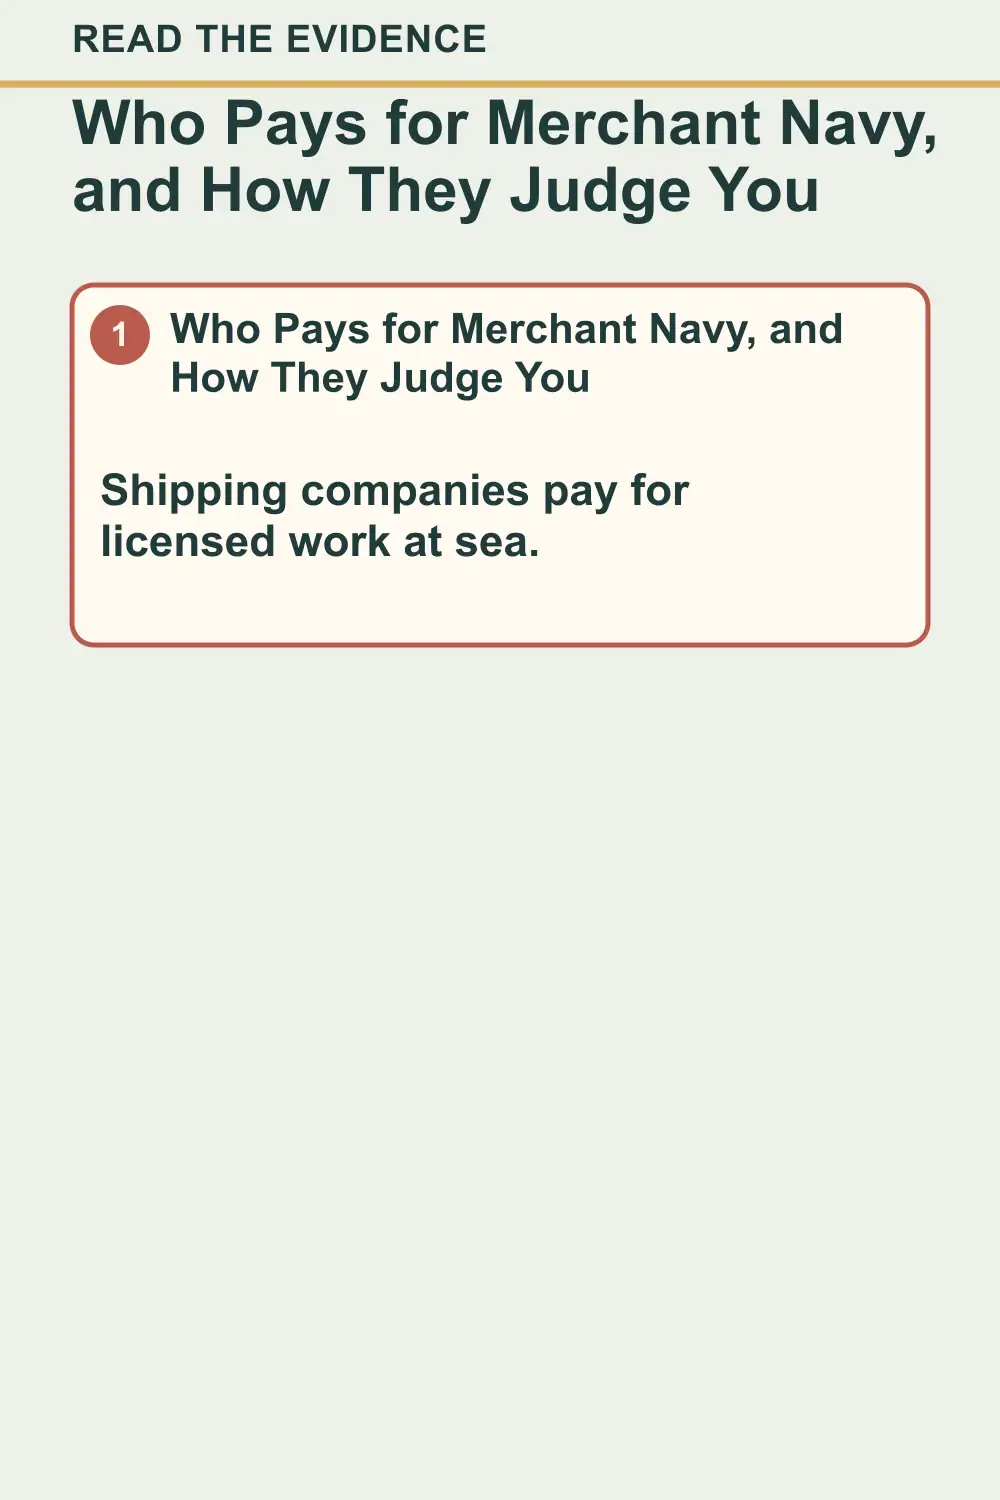 READ THE EVIDENCE
Who Pays for Merchant Navy,
and How They Judge You
1
Who Pays for Merchant Navy, and
How They Judge You
Shipping companies pay for
licensed work at sea.